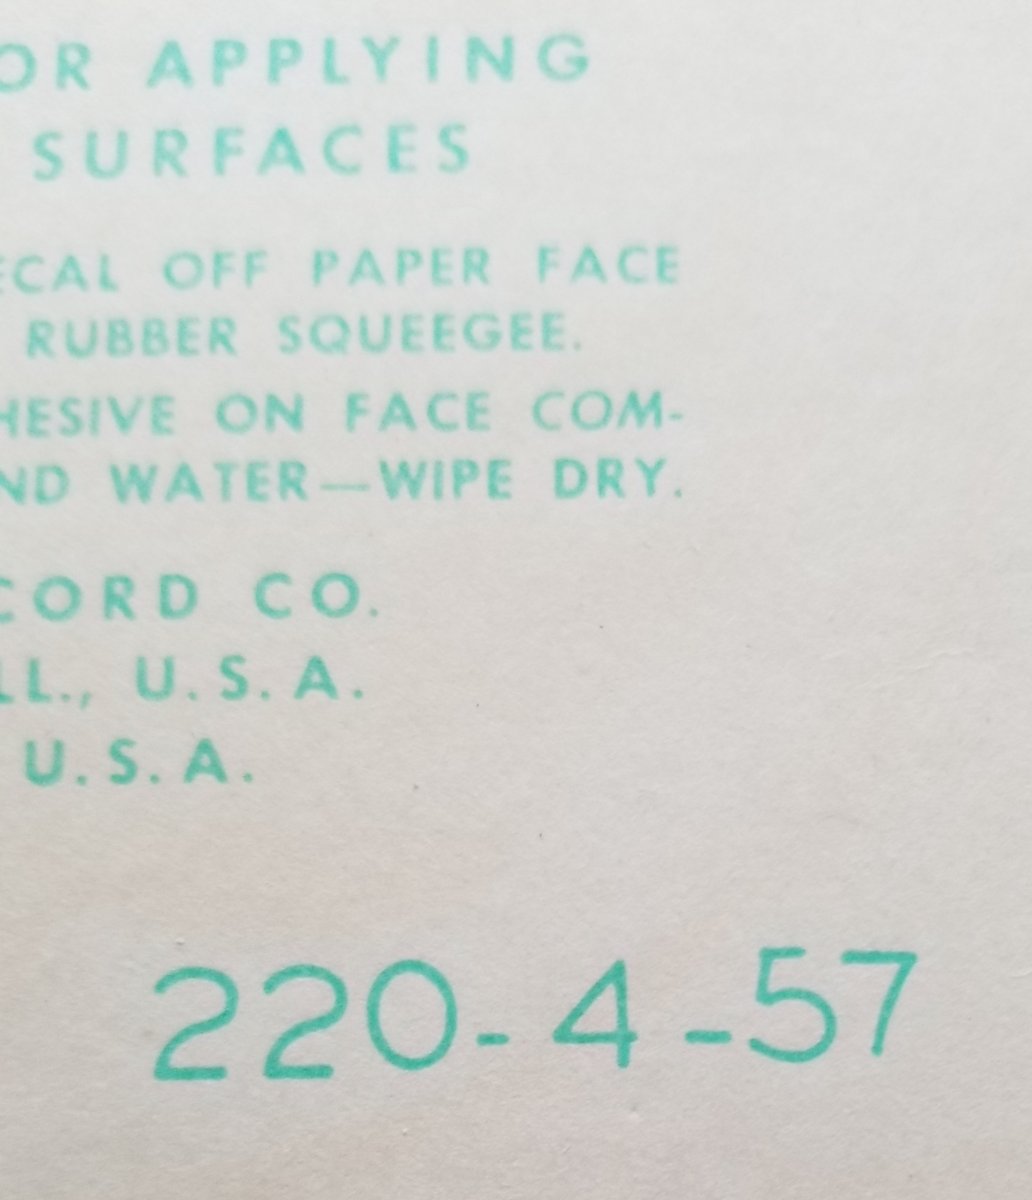 OR APPLYING
SURFACES
ECAL OFF PAPER FACE
RUBBER SQUEEGEE.
HESIVE ON FACE COM-
ND WATER—WIPE DRY.
CORD CO.
LL., U.S.A.
U.S.A.
220-4-57